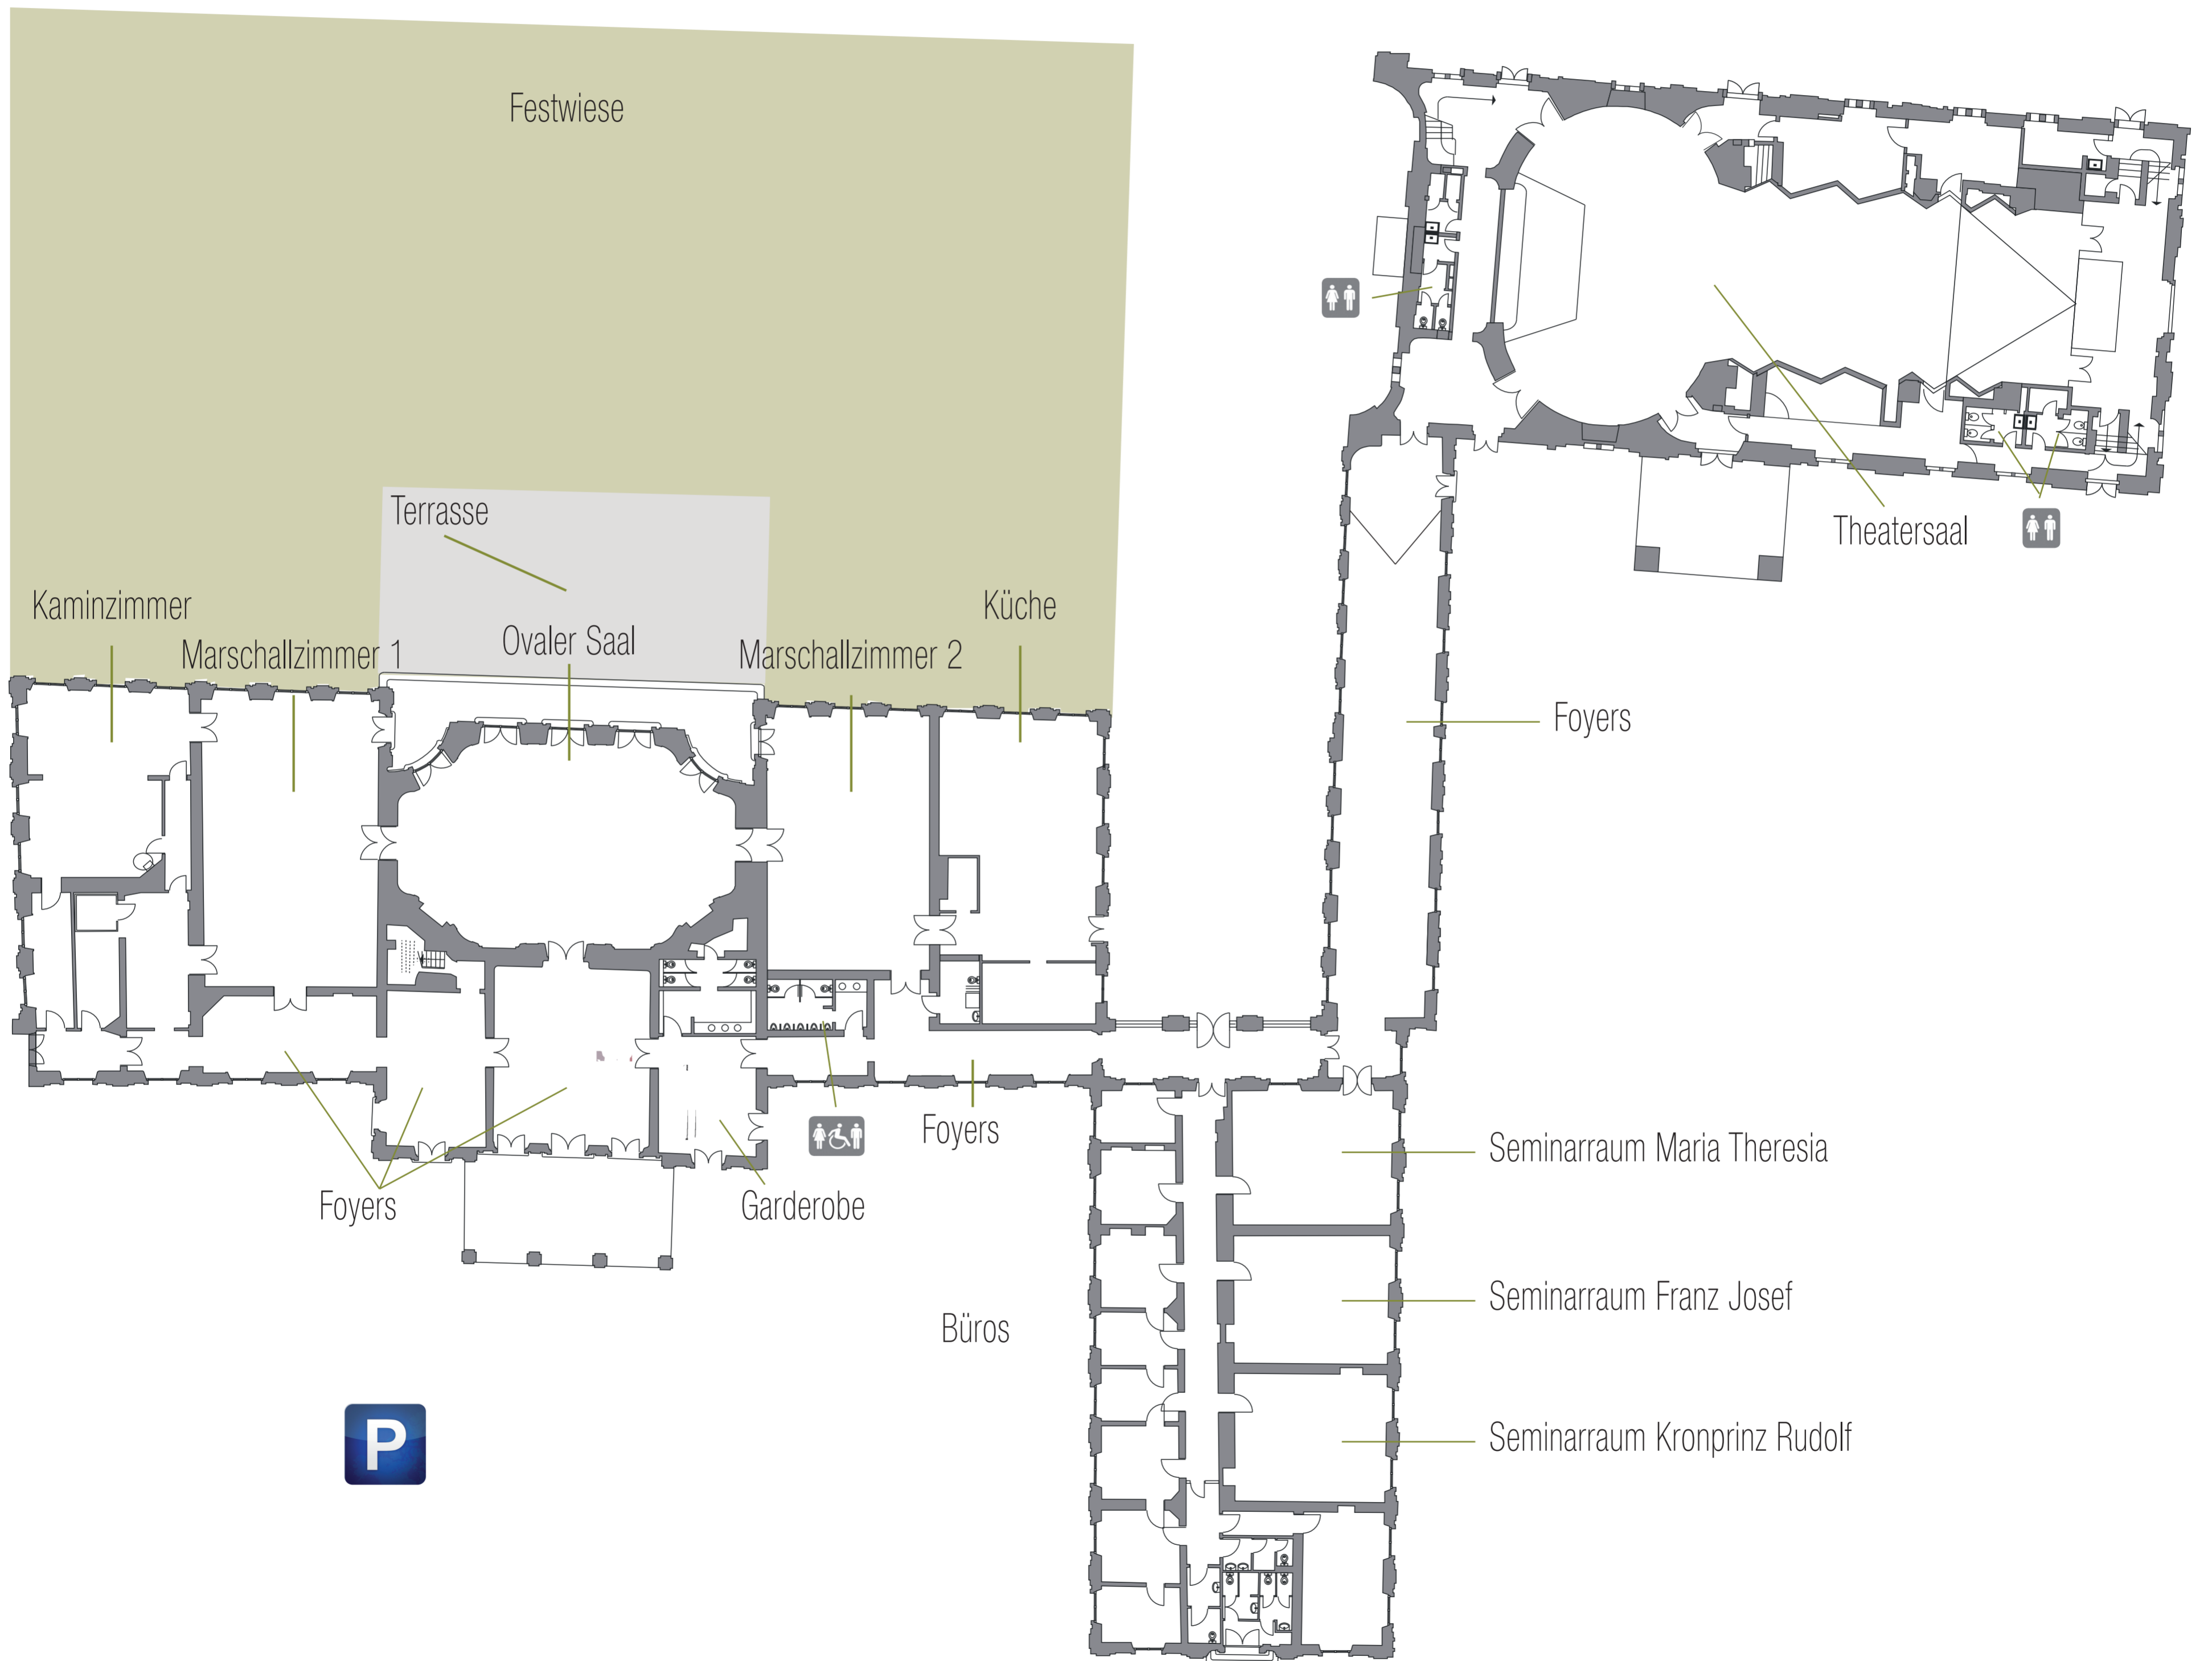 Festwiese
Terrasse
Theatersaal
Kaminzimmer
Küche
Marschallzimmer 1
Ovaler Saal
Marschallzimmer 2
Foyers
Foyers
Seminarraum Maria Theresia
Foyers
Garderobe
Seminarraum Franz Josef
Büros
Seminarraum Kronprinz Rudolf
P